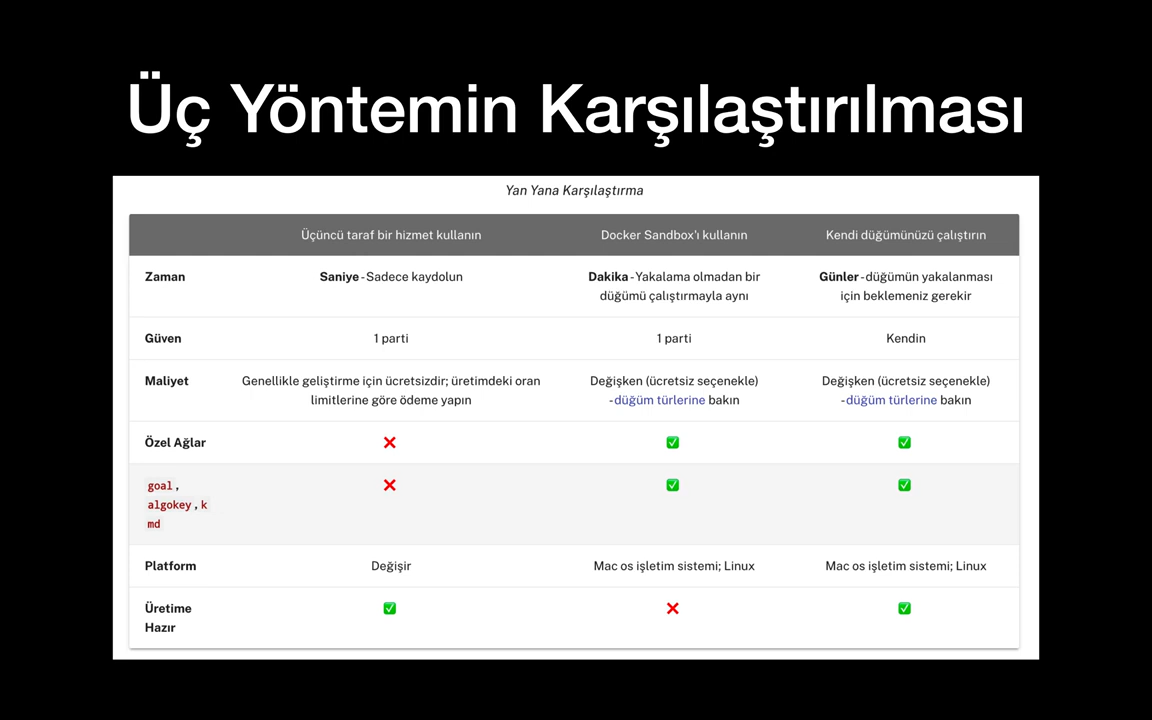 Üç Yöntemin Karşılaştırılması
Yan Yana Karşılaştırma
Üçüncü taraf bir hizmet kullanın Docker Sandbox'ı kullanın Kendi düğümünüzü çalıştırın
Zaman Saniye - Sadece kaydolun Dakika - Yakalama olmadan bir Günler - düğümün yakalanması
düğümü çalıştırmayla aynı için beklemeniz gerekir
Güven 1 parti 1 parti Kendin
Maliyet Genellikle geliştirme için ücretsizdir; üretimdeki oran Değişken (ücretsiz seçenekle) Değişken (ücretsiz seçenekle)
limitlerine göre ödeme yapın - düğüm türlerine bakın - düğüm türlerine bakın
Özel Ağlar ❌ ✅ ✅
goal , ❌ ✅ ✅
algokey , k
md
Platform Değişir Mac os işletim sistemi; Linux Mac os işletim sistemi; Linux
Üretime ✅ ❌ ✅
Hazır